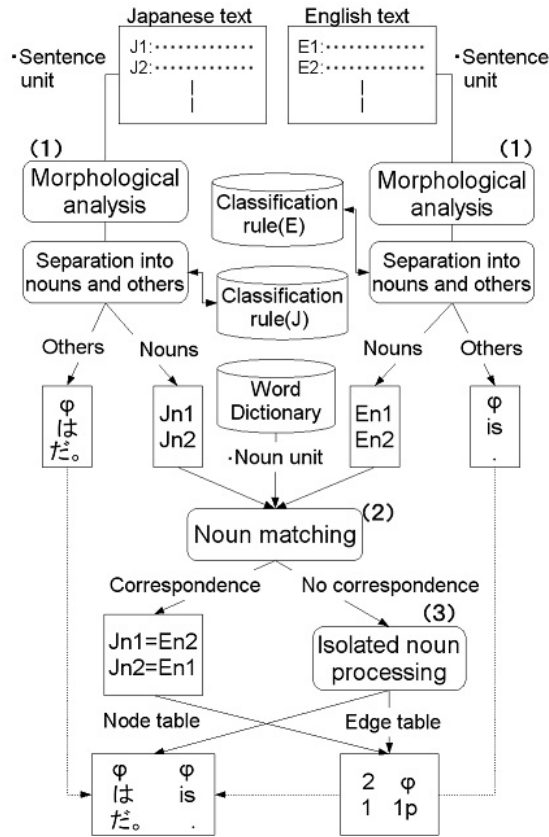 Japanese text
English text
J1:·············
J2:·············
E1:·············
E2:·············
·Sentence
unit
·Sentence
unit
(1)
Morphological
analysis
(1)
Morphological
analysis
Classification
rule(E)
Separation into
nouns and others
Separation into
nouns and others
Classification
rule(J)
Others
Nouns
Nouns
Others
φ
は
だ。
Jn1
Jn2
Word
Dictionary
En1
En2
φ
is
.
·Noun unit
(2)
Noun matching
Correspondence
No correspondence
(3)
Jn1=En2
Jn2=En1
Isolated noun
processing
Node table
Edge table
φ φ
は is
だ。 .
2 φ
1 1p